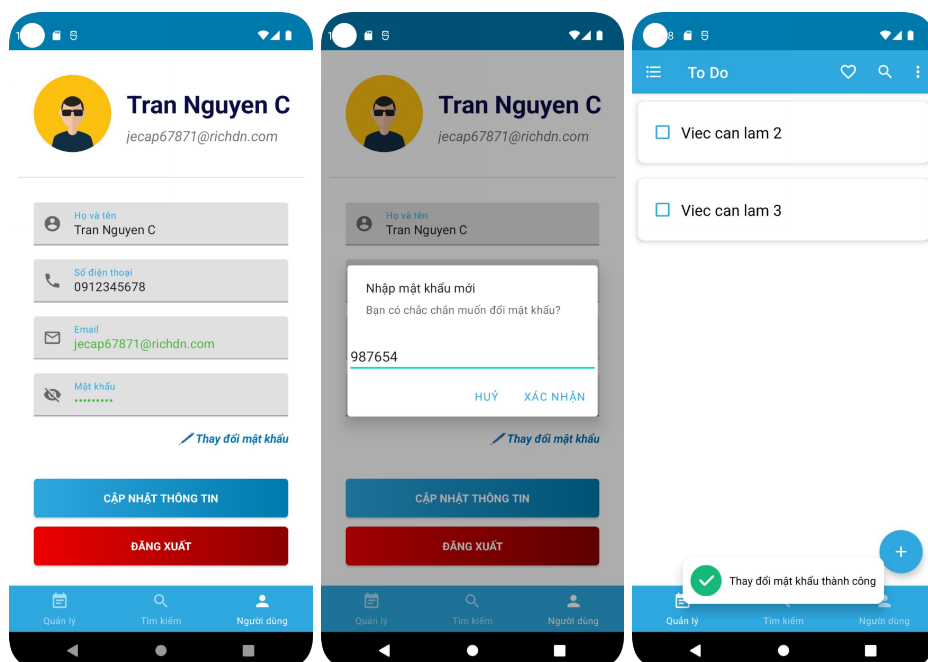 Tran Nguyen C
jecap67871@richdn.com
Họ và tên
Tran Nguyen C
Số điện thoại
0912345678
Email
jecap67871@richdn.com
Mật khẩu
Thay đổi mật khẩu
CẬP NHẬT THÔNG TIN
ĐĂNG XUẤT
Quản lý
Tìm kiếm
Người dùng
Tran Nguyen C
jecap67871@richdn.com
Họ và tên
Tran Nguyen C
Nhập mật khẩu mới
Bạn có chắc chắn muốn đổi mật khẩu?
987654
HUỶ
XÁC NHẬN
Thay đổi mật khẩu
CẬP NHẬT THÔNG TIN
ĐĂNG XUẤT
Quản lý
Tìm kiếm
Người dùng
8
To Do
Viec can lam 2
Viec can lam 3
Thay đổi mật khẩu thành công
Quản lý
Tìm kiếm
Người dùng